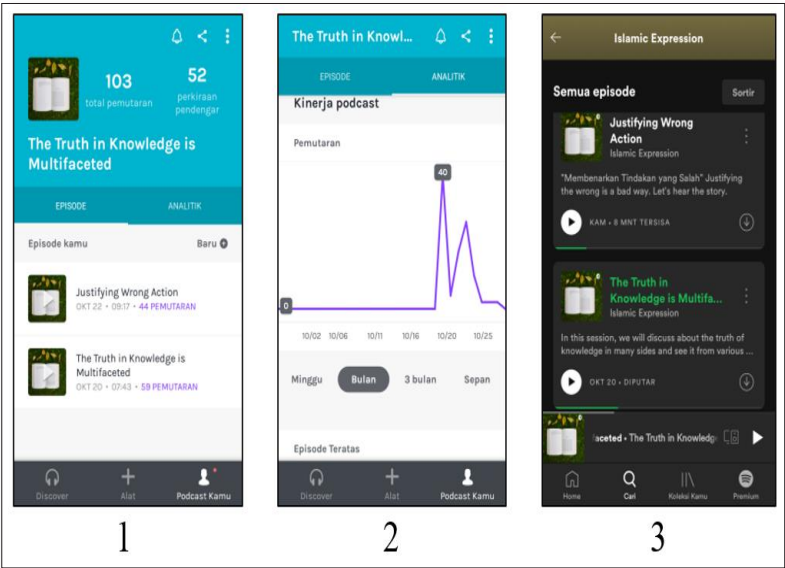 103
total pemutaran
52
perkiraan
pendengar
The Truth in Knowledge is
Multifaceted
EPISODE
ANALITIK
Episode kamu
Baru
Justifying Wrong Action
OKT 22 • 09:17 • 44 PEMUTARAN
The Truth in Knowledge is
Multifaceted
OKT 20 • 07:43 • 59 PEMUTARAN
Discover
Alat
Podcast Kamu
1
The Truth in Knowl...
EPISODE
ANALITIK
Kinerja podcast
Pemutaran
40
0
10/02 10/06 10/11 10/16 10/20 10/25
Minggu
Bulan
3 bulan
Sepan
Episode Teratas
Discover
Alat
Podcast Kamu
2
Islamic Expression
Semua episode
Sortir
Justifying Wrong
Action
Islamic Expression
"Membenarkan Tindakan yang Salah" Justifying
the wrong is a bad way. Let's hear the story.
KAM • 8 MNT TERSISA
The Truth in
Knowledge is Multifa...
Islamic Expression
In this session, we will discuss about the truth of
knowledge in many sides and see it from various ...
OKT 20 • DIPUTAR
faceted • The Truth in Knowledg
Home
Cari
Koleksi Kamu
Premium
3